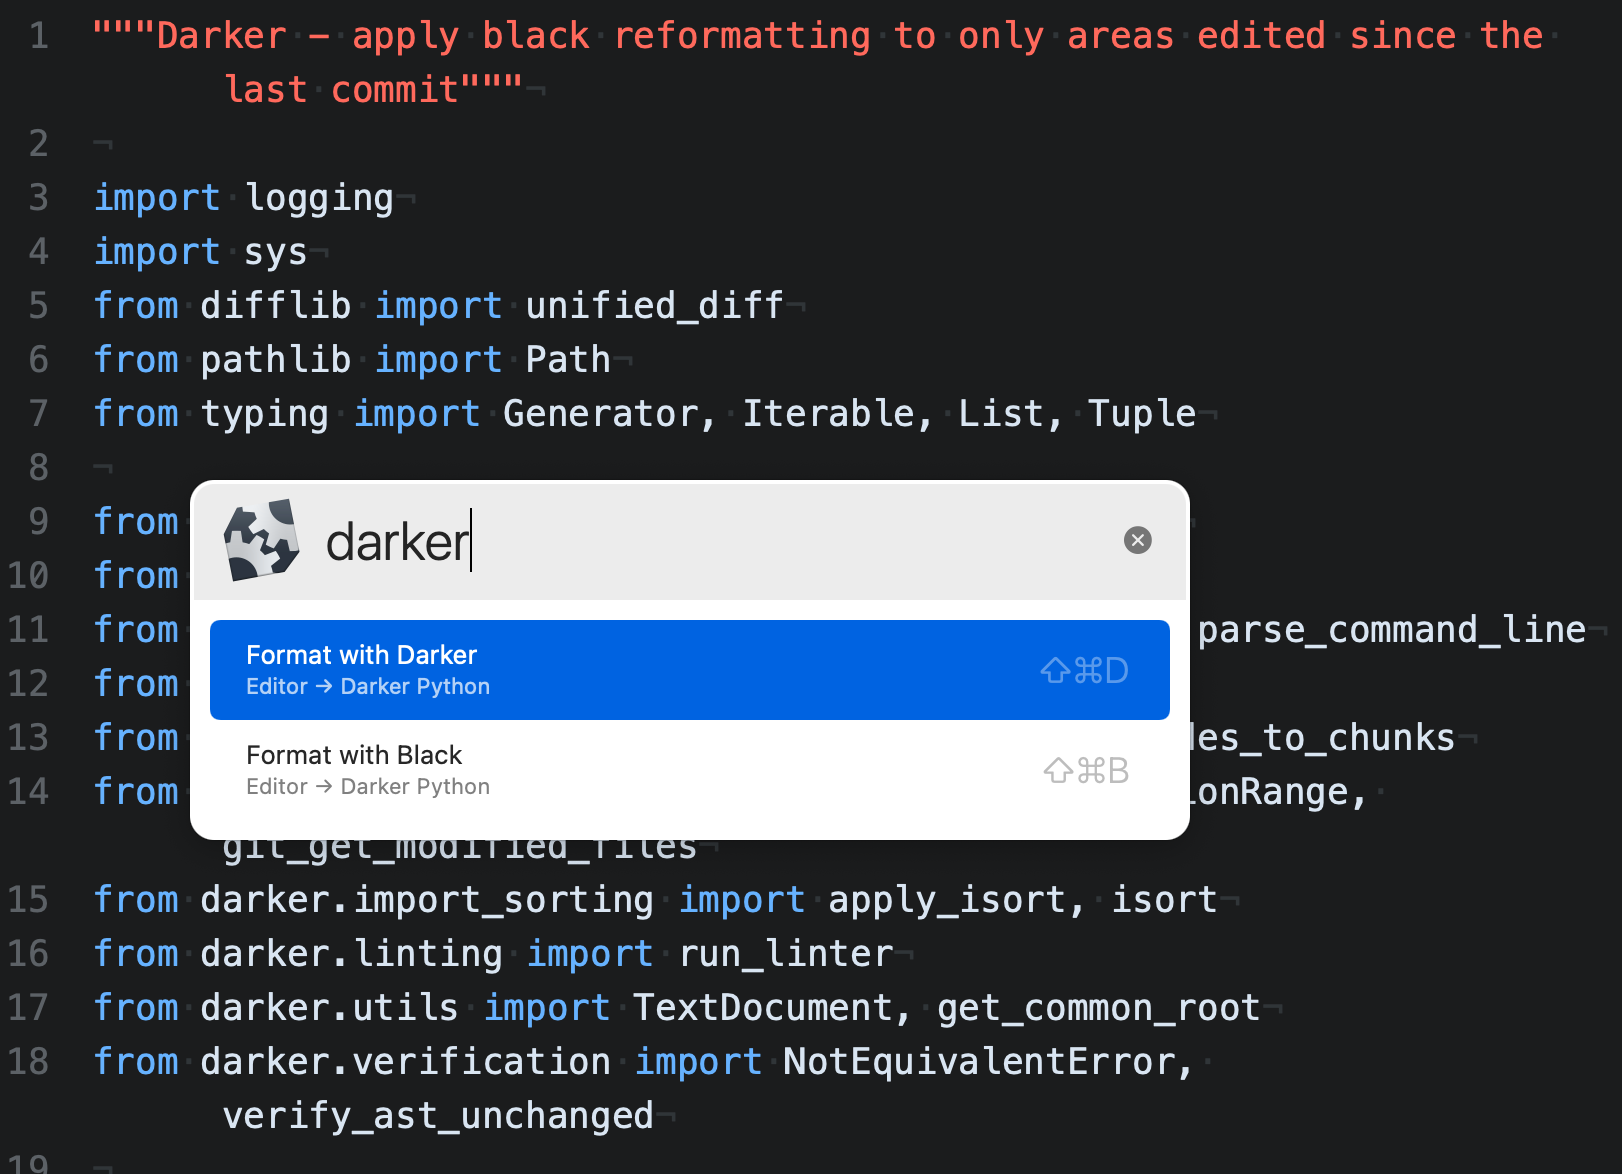 1 """Darker – apply black reformatting to only areas edited since the
last commit"""¬
2 ¬
3 import logging¬
4 import sys¬
5 from difflib import unified_diff¬
6 from pathlib import Path¬
7 from typing import Generator, Iterable, List, Tuple¬
8 ¬
9 from
darker
10 from
11 from parse_command_line¬
Format with Darker ⇧⌘D
Editor → Darker Python
12 from
13 from les_to_chunks¬
Format with Black ⇧⌘B
Editor → Darker Python
14 from ionRange,
git_get_modified_files¬
15 from darker.import_sorting import apply_isort, isort¬
16 from darker.linting import run_linter¬
17 from darker.utils import TextDocument, get_common_root¬
18 from darker.verification import NotEquivalentError,
verify_ast_unchanged¬
19 ¬